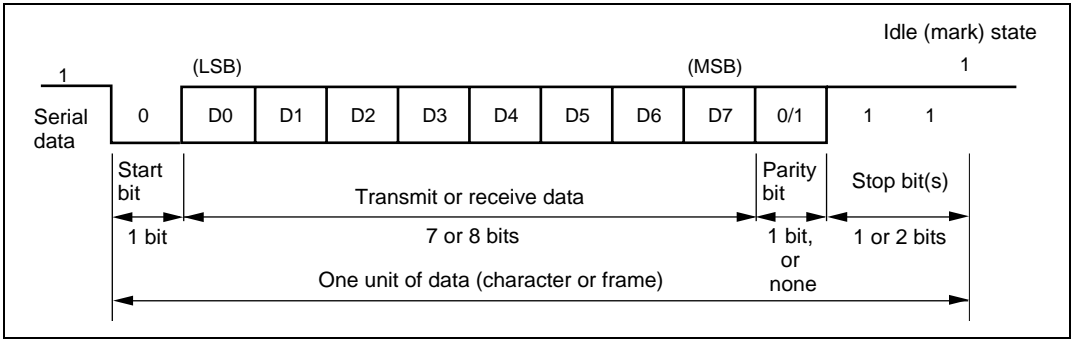 Idle (mark) state
1 (LSB) (MSB) 1
Serial data 0 D0 D1 D2 D3 D4 D5 D6 D7 0/1 1 1
Start bit
Transmit or receive data
Parity bit
Stop bit(s)
1 bit
7 or 8 bits
1 bit, or none
1 or 2 bits
One unit of data (character or frame)